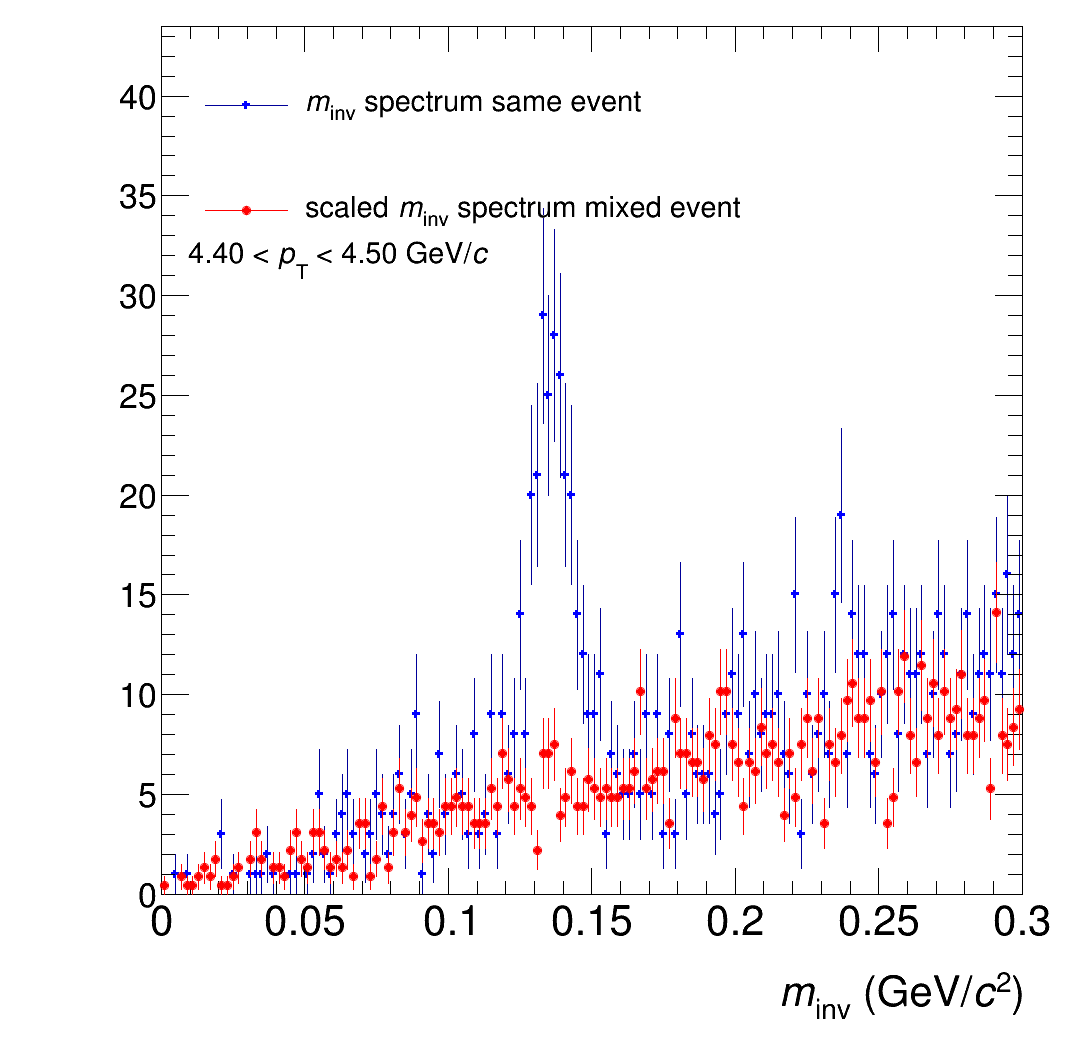 40
m_inv spectrum same event
35
scaled m_inv spectrum mixed event
4.40 < p_T < 4.50 GeV/c
30
25
20
15
10
5
0
0 0.05 0.1 0.15 0.2 0.25 0.3
m_inv (GeV/c²)